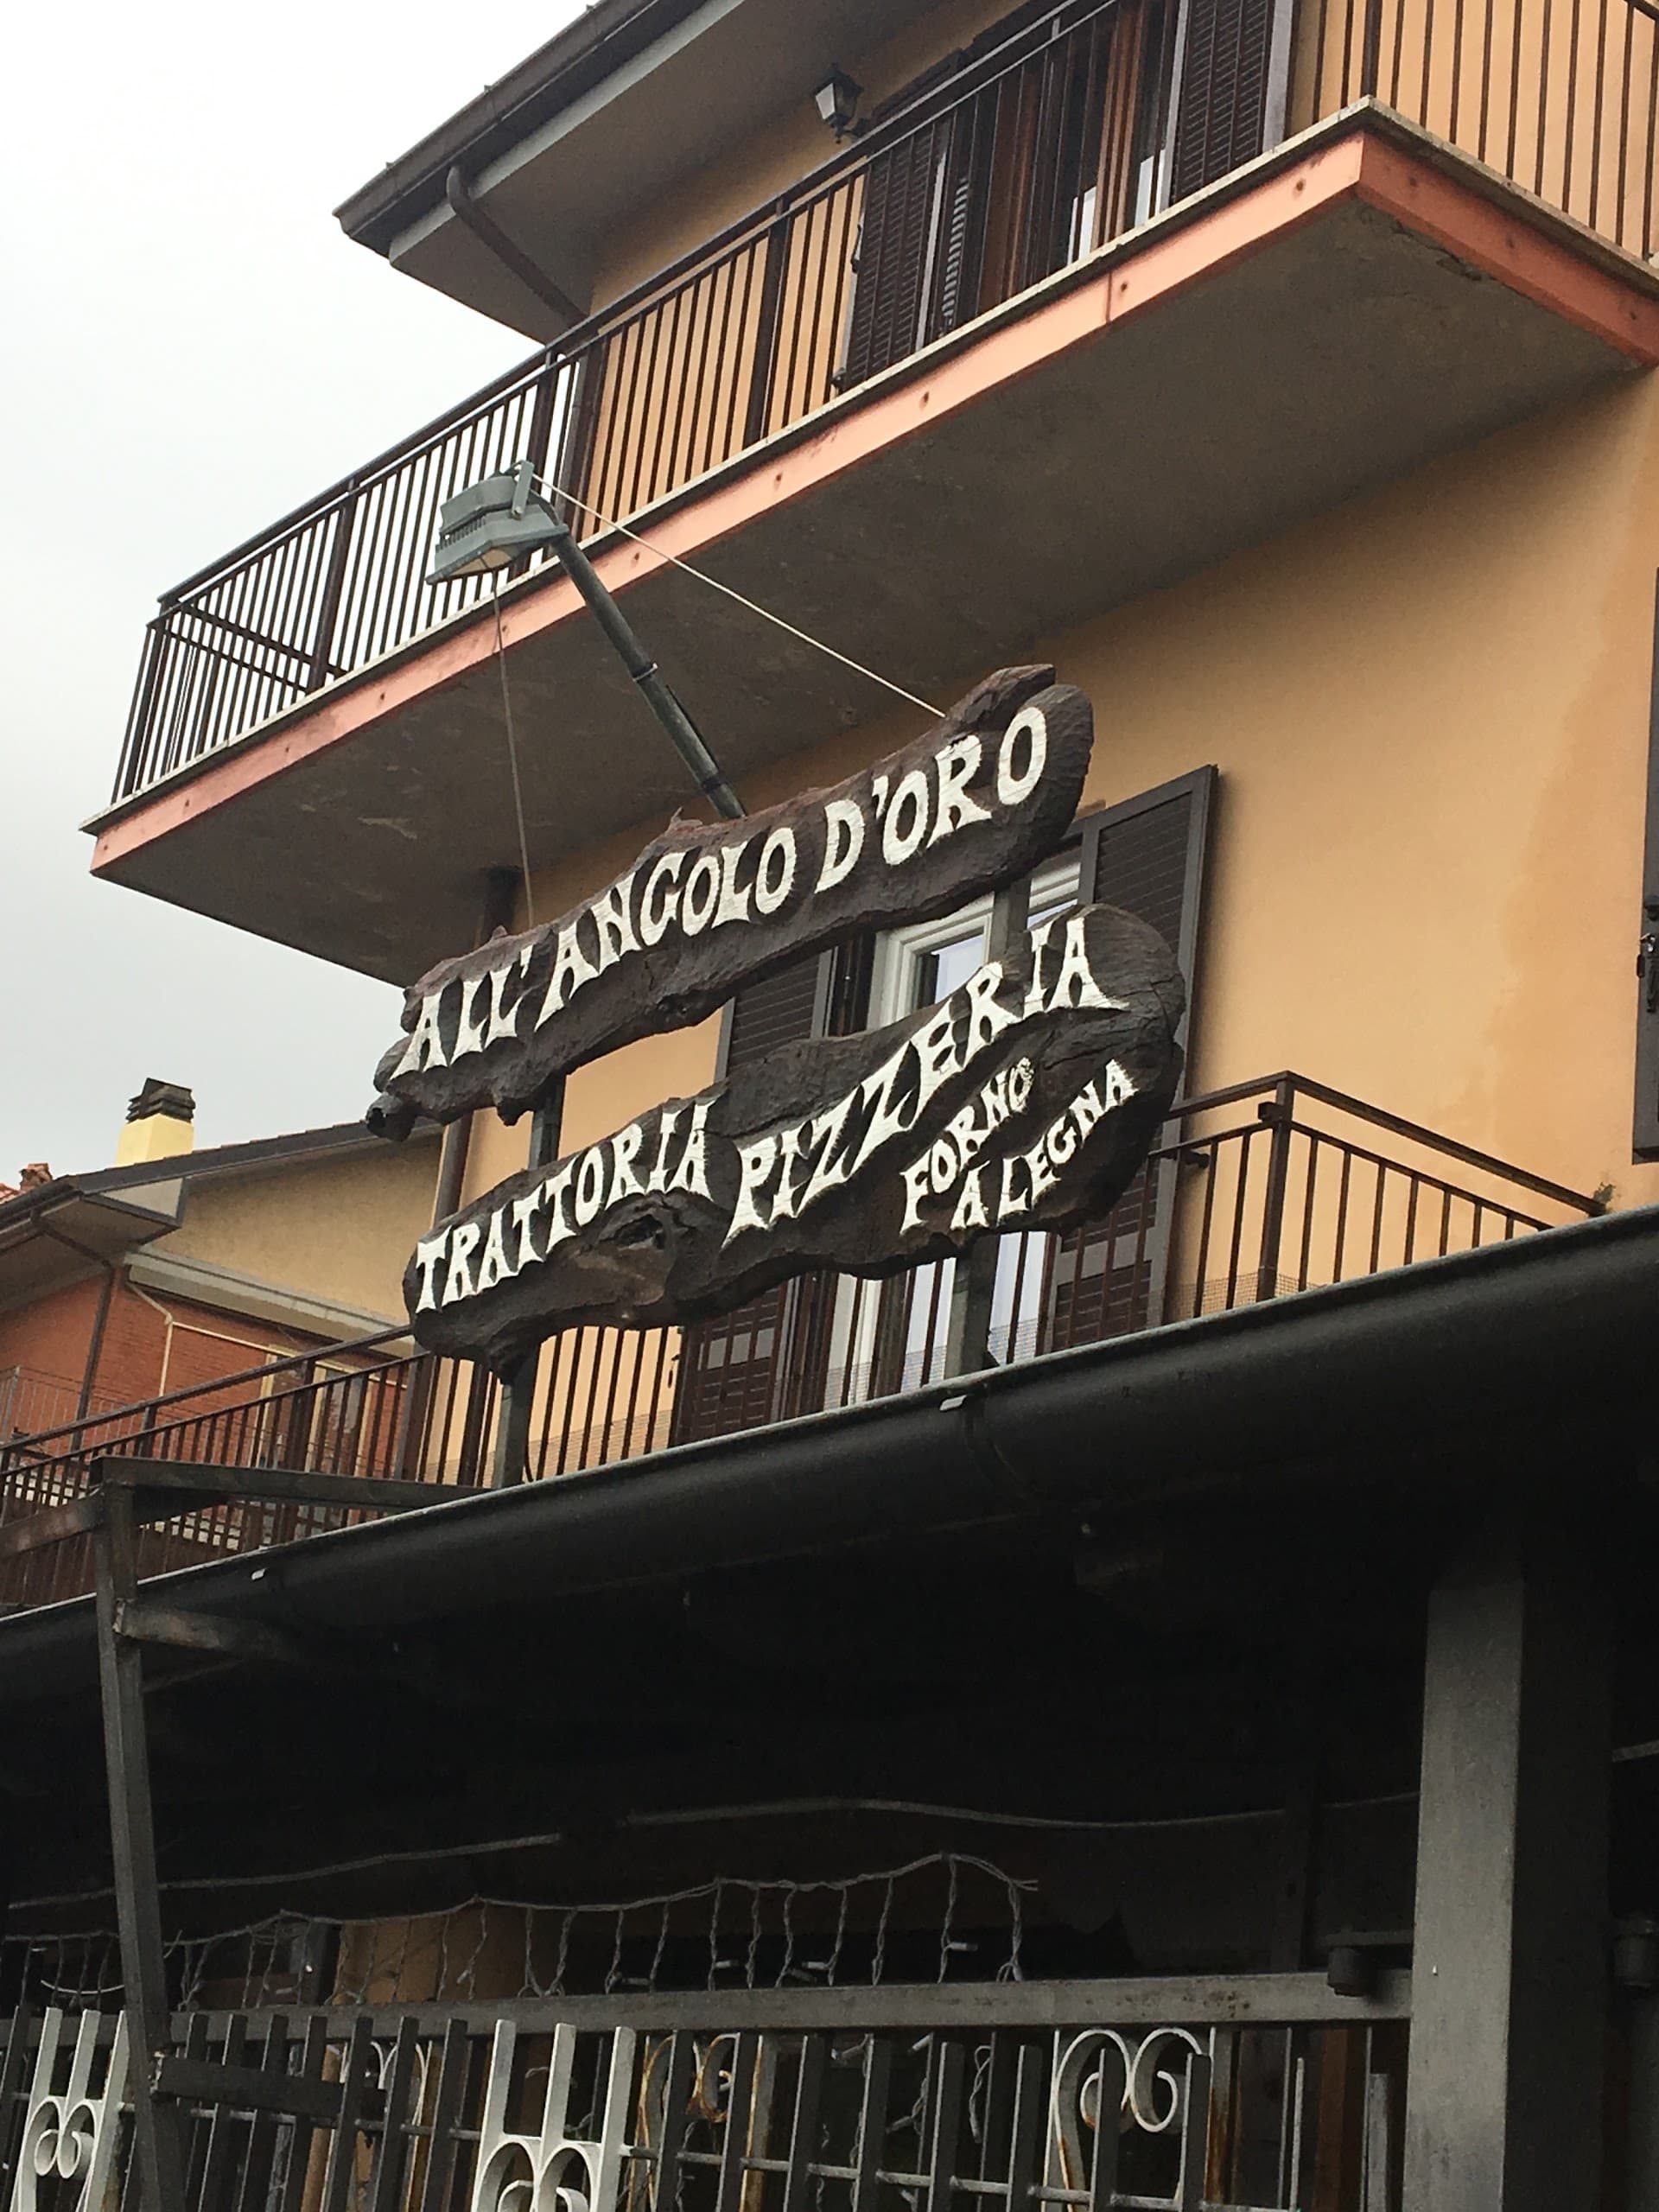 ALL'ANGOLO D'ORO
TRATTORIA PIZZERIA
FORNO
A LEGNA